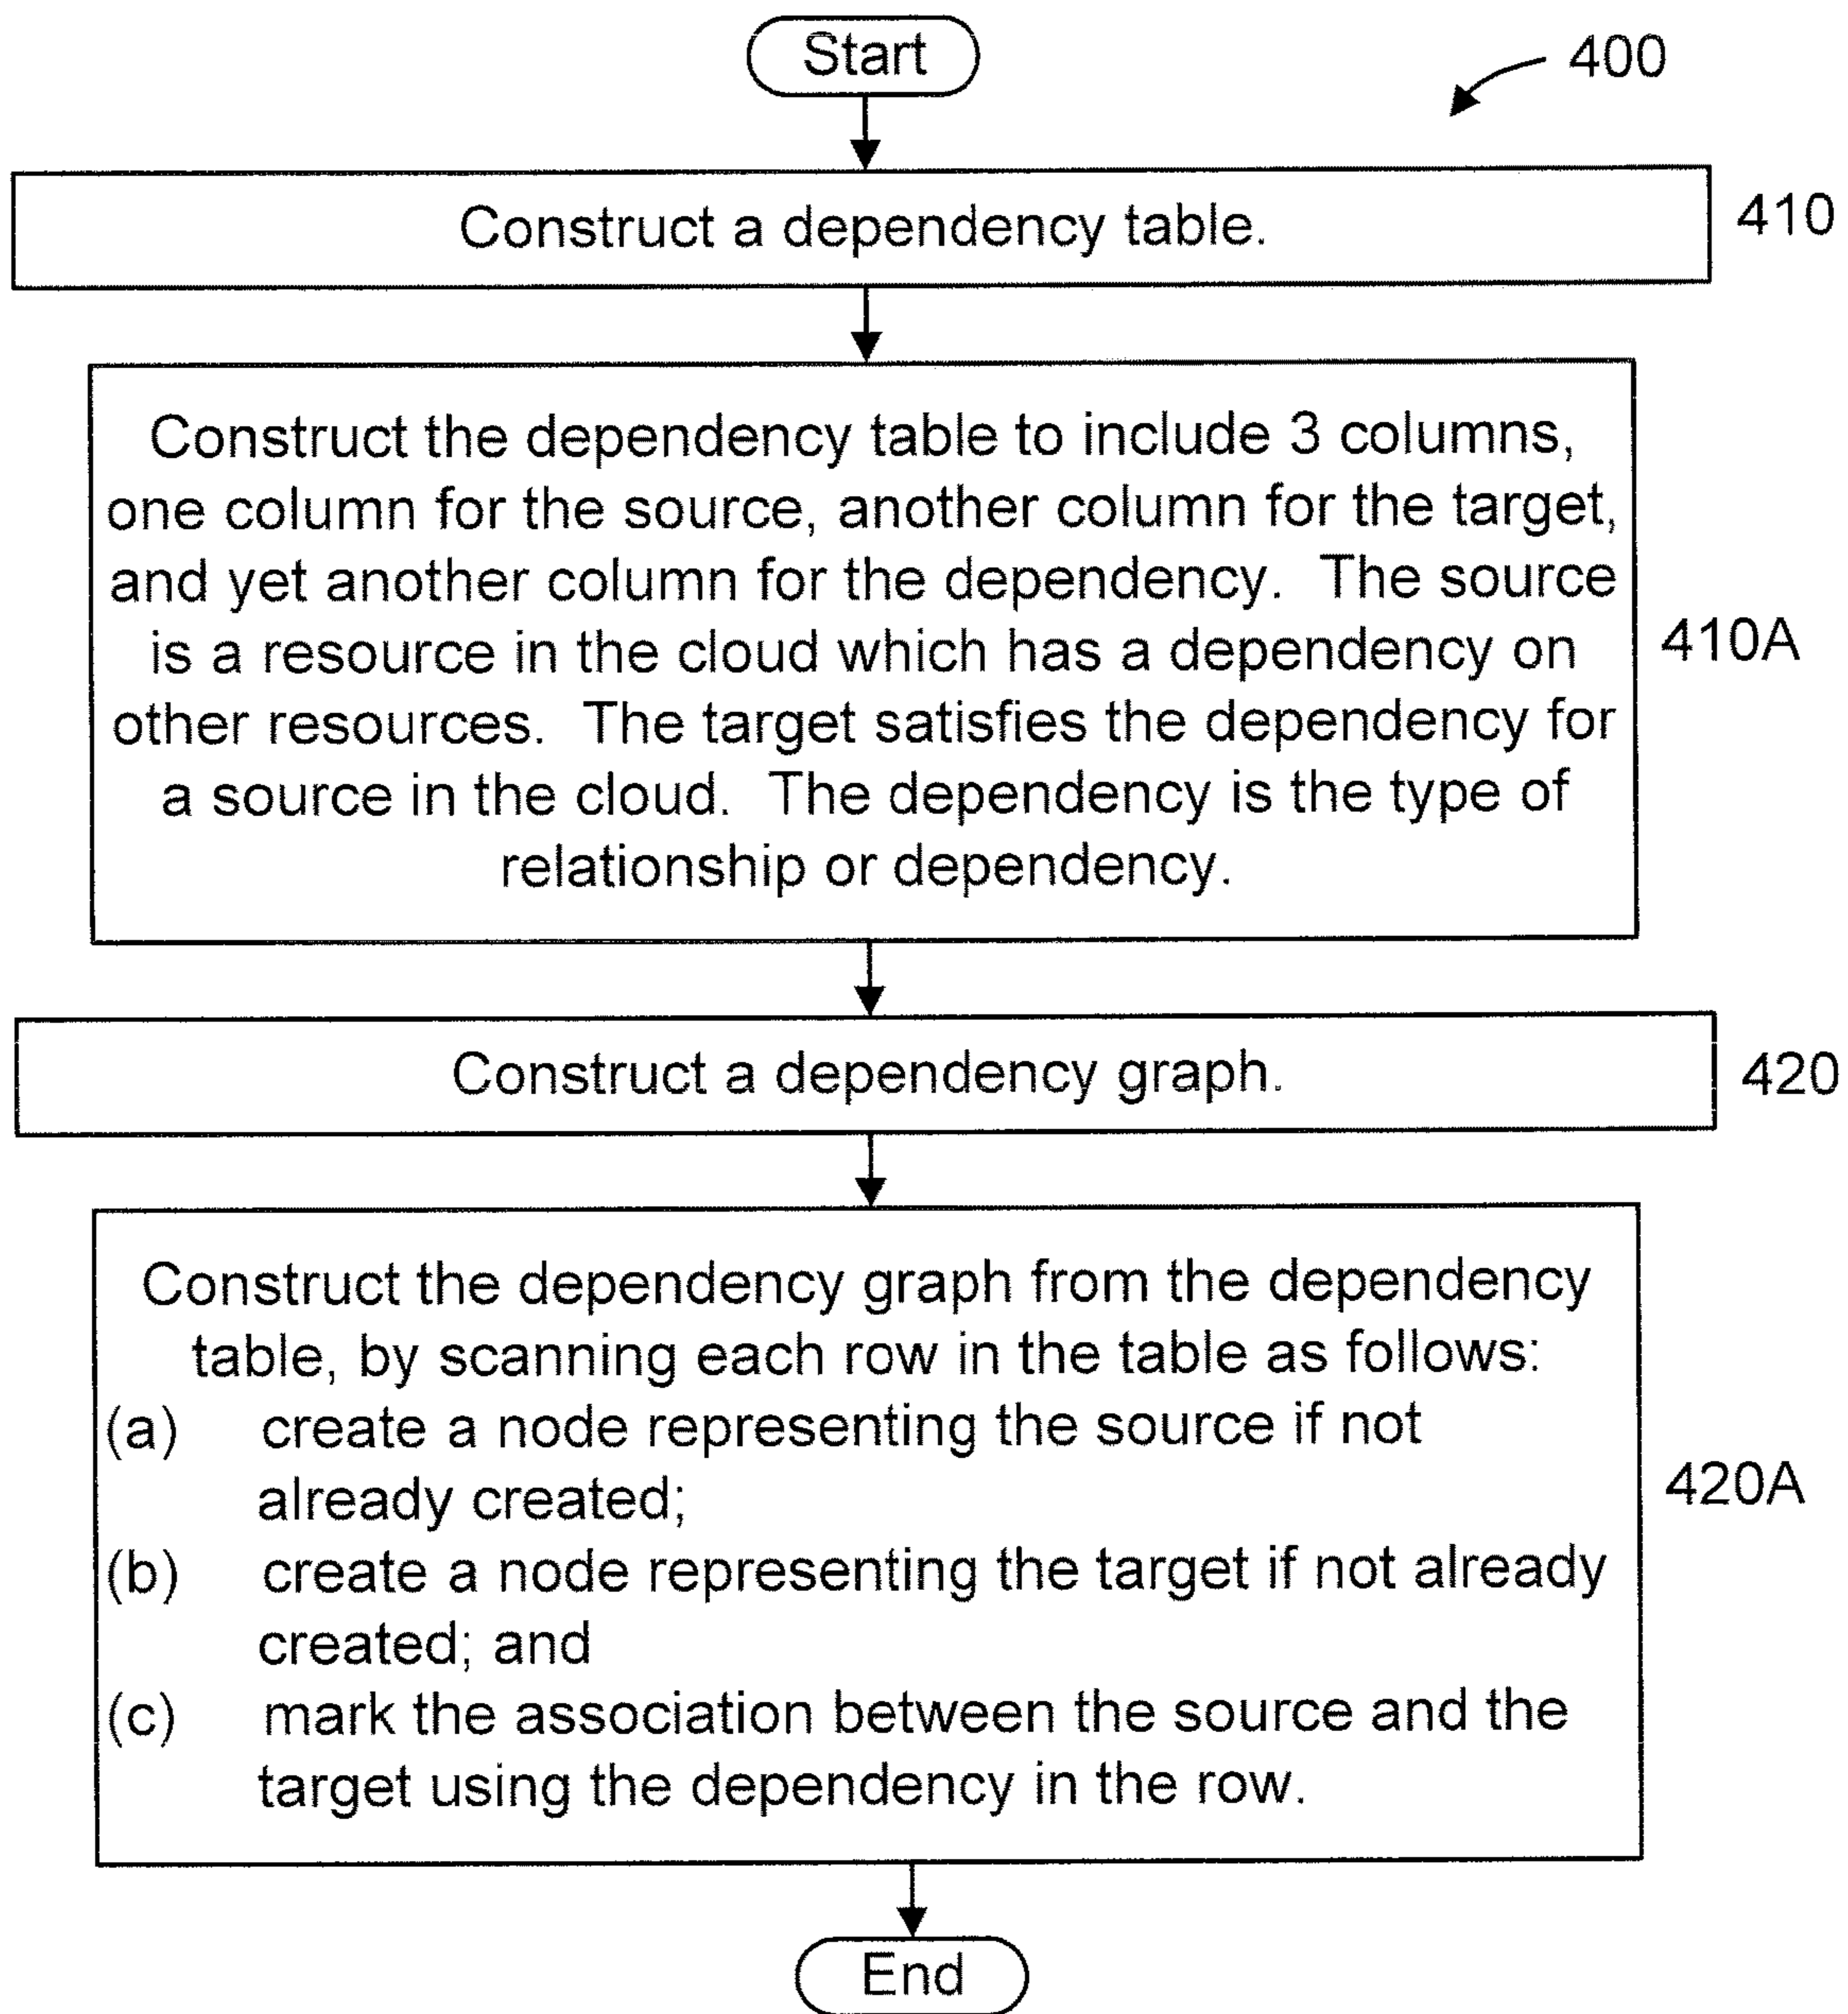 Start
400
Construct a dependency table.
410
Construct the dependency table to include 3 columns,
one column for the source, another column for the target,
and yet another column for the dependency. The source
is a resource in the cloud which has a dependency on
other resources. The target satisfies the dependency for
a source in the cloud. The dependency is the type of
relationship or dependency.
410A
Construct a dependency graph.
420
Construct the dependency graph from the dependency
table, by scanning each row in the table as follows:
(a) create a node representing the source if not
already created;
(b) create a node representing the target if not already
created; and
(c) mark the association between the source and the
target using the dependency in the row.
420A
End